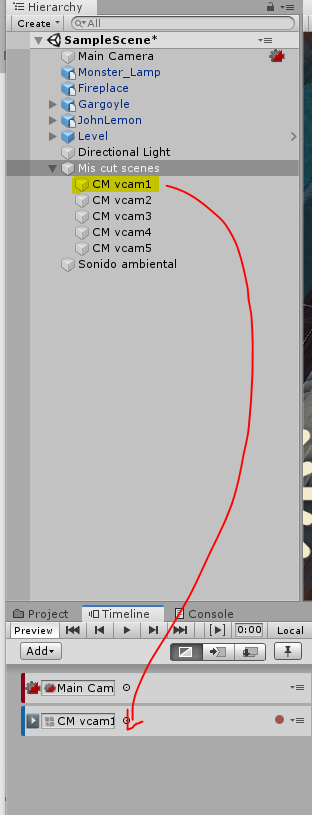 Hierarchy
Create All
SampleScene*
Main Camera
Monster_Lamp
Fireplace
Gargoyle
JohnLemon
Level
Directional Light
Mis cut scenes
CM vcam1
CM vcam2
CM vcam3
CM vcam4
CM vcam5
Sonido ambiental
Project Timeline Console
Preview 0:00 Local
Add
Main Cam
CM vcam1